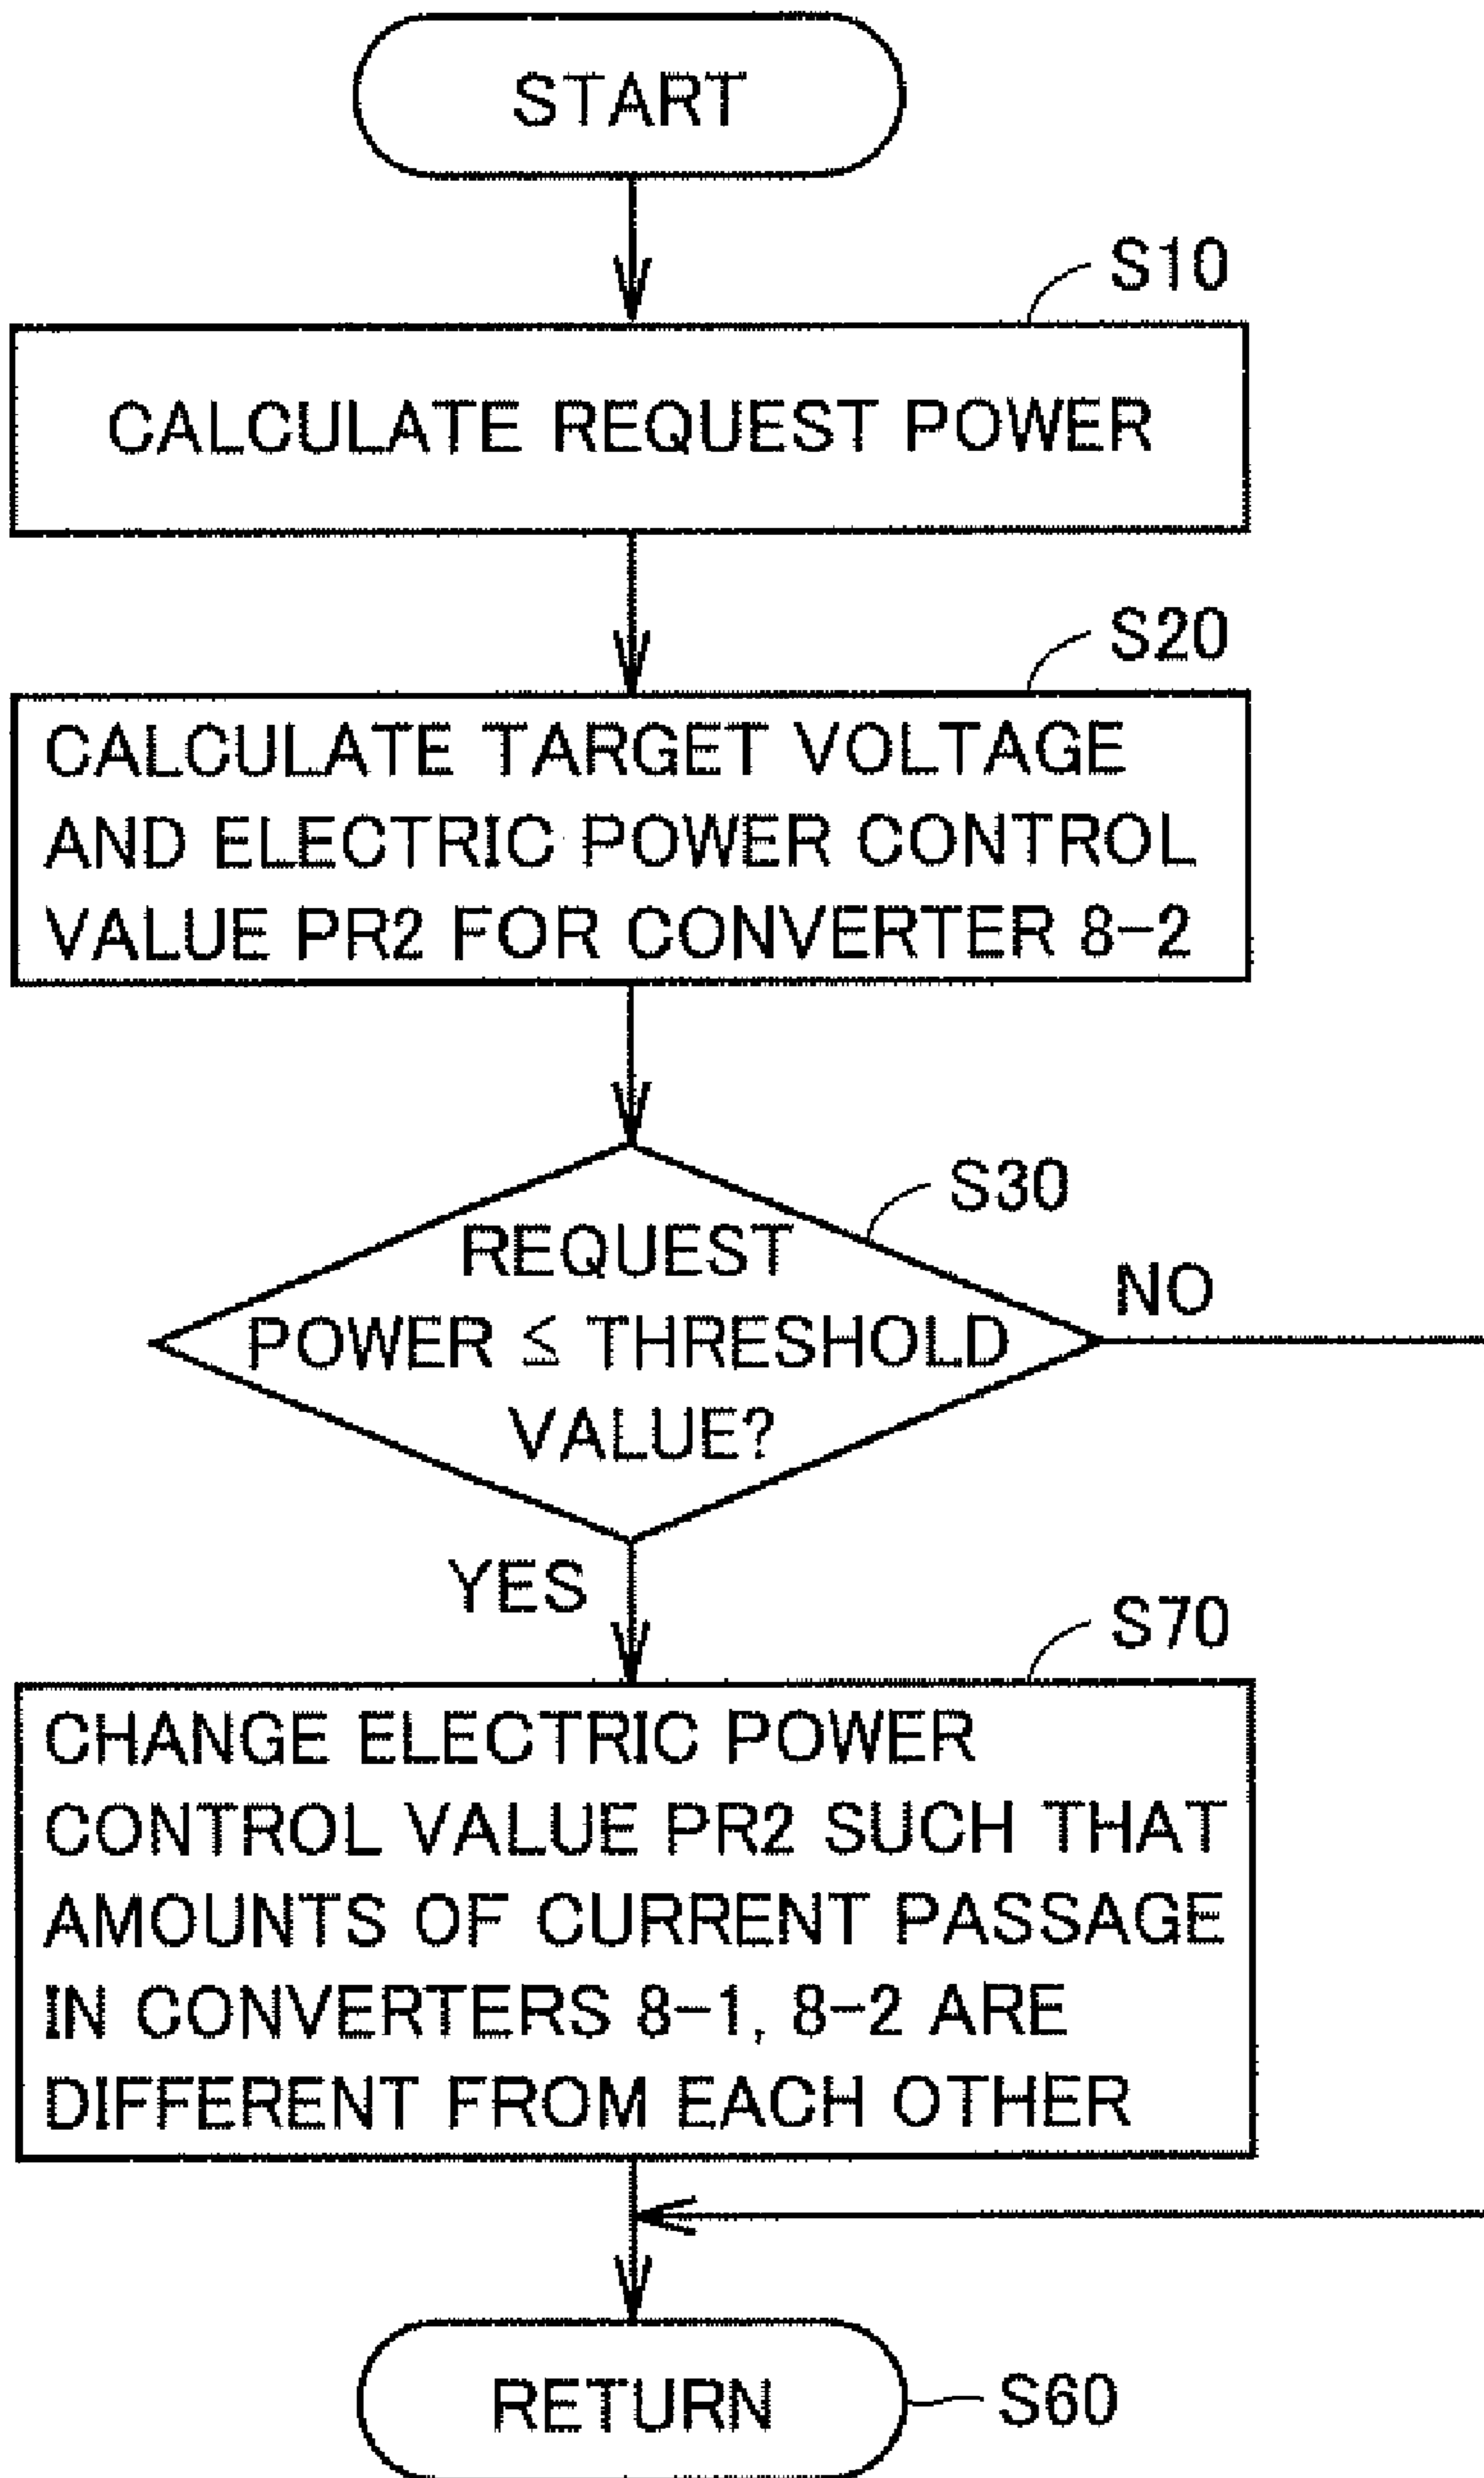 START
S10
CALCULATE REQUEST POWER
S20
CALCULATE TARGET VOLTAGE
AND ELECTRIC POWER CONTROL
VALUE PR2 FOR CONVERTER 8-2
S30
REQUEST
POWER ≤ THRESHOLD
VALUE?
NO
YES
S70
CHANGE ELECTRIC POWER
CONTROL VALUE PR2 SUCH THAT
AMOUNTS OF CURRENT PASSAGE
IN CONVERTERS 8-1, 8-2 ARE
DIFFERENT FROM EACH OTHER
RETURN
S60